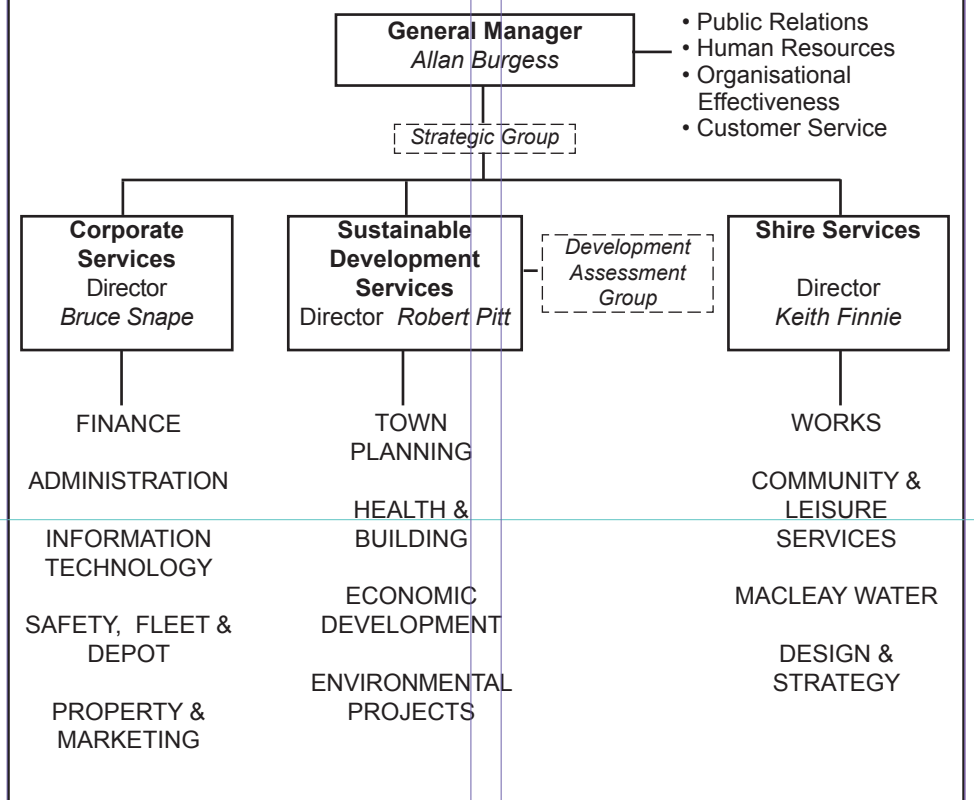 General Manager
Allan Burgess
• Public Relations
• Human Resources
• Organisational
Effectiveness
• Customer Service
Strategic Group
Corporate
Services
Director
Bruce Snape
Sustainable
Development
Services
Director Robert Pitt
Development
Assessment
Group
Shire Services
Director
Keith Finnie
FINANCE
ADMINISTRATION
INFORMATION
TECHNOLOGY
SAFETY, FLEET &
DEPOT
PROPERTY &
MARKETING
TOWN
PLANNING
HEALTH &
BUILDING
ECONOMIC
DEVELOPMENT
ENVIRONMENTAL
PROJECTS
WORKS
COMMUNITY &
LEISURE
SERVICES
MACLEAY WATER
DESIGN &
STRATEGY